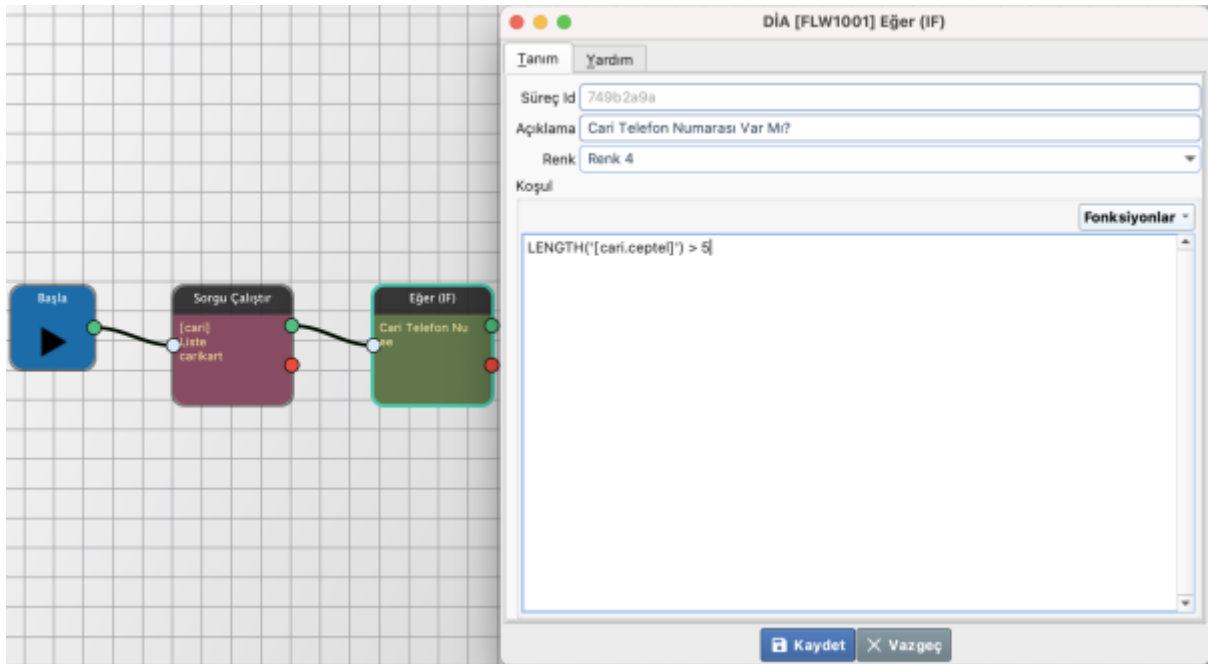 DİA [FLW1001] Eğer (IF)
Tanım Yardım
Süreç Id 749b2a9a
Açıklama Cari Telefon Numarası Var Mı?
Renk Renk 4
Koşul
Fonksiyonlar
LENGTH('[cari.ceptel]') > 5
Başla
Sorgu Çalıştır
[cari]
Liste
carikart
Eğer (IF)
Cari Telefon Nu
ee
Kaydet Vazgeç